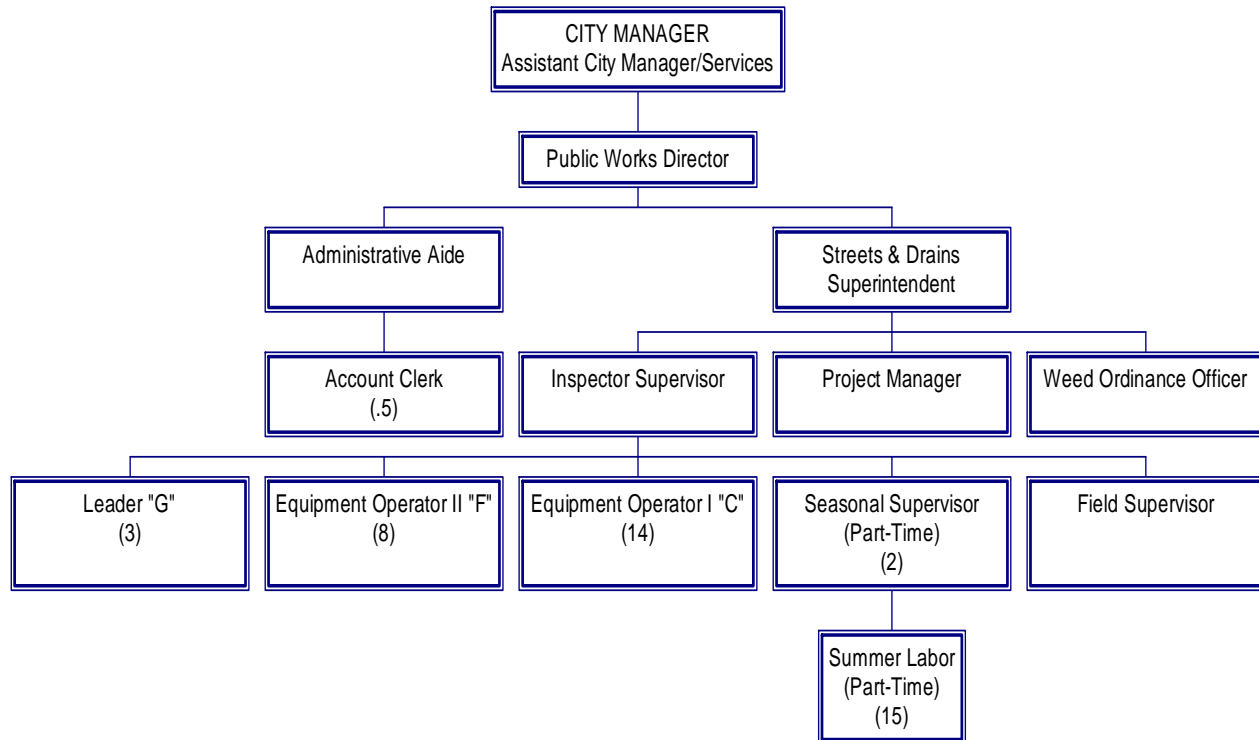 CITY MANAGER
Assistant City Manager/Services
Public Works Director
Administrative Aide
Streets & Drains
Superintendent
Account Clerk
(.5)
Inspector Supervisor
Project Manager
Weed Ordinance Officer
Leader "G"
(3)
Equipment Operator II "F"
(8)
Equipment Operator I "C"
(14)
Seasonal Supervisor
(Part-Time)
(2)
Field Supervisor
Summer Labor
(Part-Time)
(15)